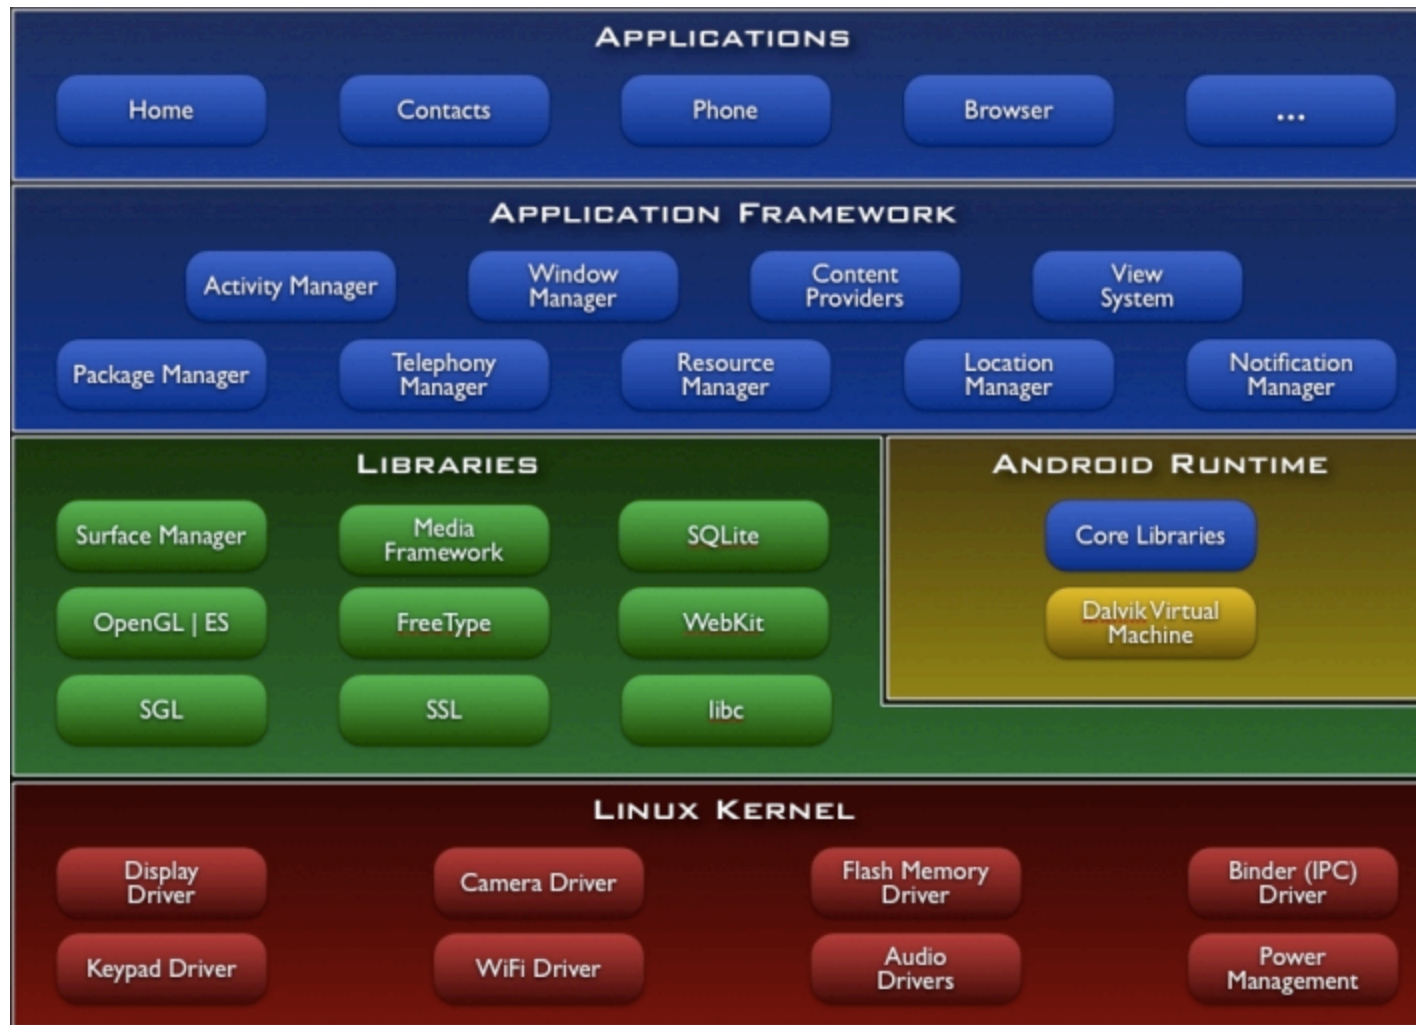 APPLICATIONS
Home
Contacts
Phone
Browser
...
APPLICATION FRAMEWORK
Activity Manager
Window
Manager
Content
Providers
View
System
Package Manager
Telephony
Manager
Resource
Manager
Location
Manager
Notification
Manager
LIBRARIES
Surface Manager
Media
Framework
SQLite
OpenGL | ES
FreeType
WebKit
SGL
SSL
libc
ANDROID RUNTIME
Core Libraries
Dalvik Virtual
Machine
LINUX KERNEL
Display
Driver
Camera Driver
Flash Memory
Driver
Binder (IPC)
Driver
Keypad Driver
WiFi Driver
Audio
Drivers
Power
Management